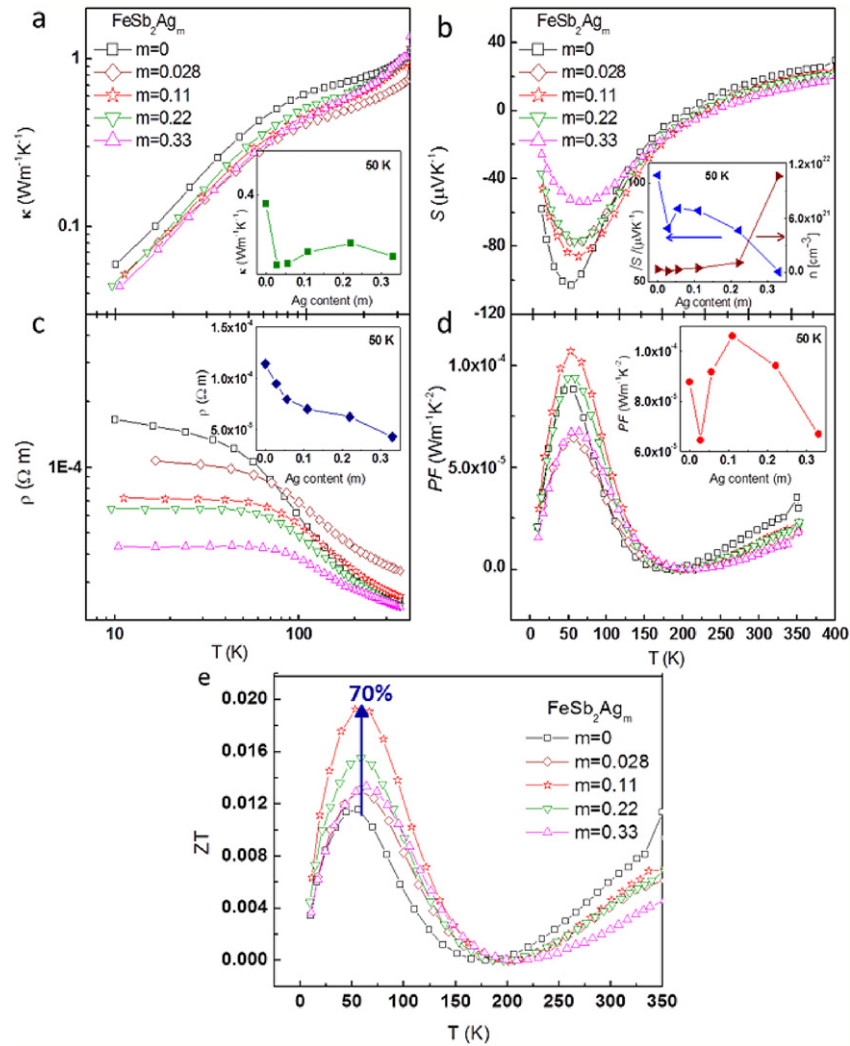 a
FeSb₂Agₘ
m=0
m=0.028
m=0.11
m=0.22
m=0.33
κ (Wm⁻¹K⁻¹)
1
0.1
50 K
κ (Wm⁻¹K⁻¹)
0.4
0.0 0.1 0.2 0.3
Ag content (m)
b
FeSb₂Agₘ
m=0
m=0.028
m=0.11
m=0.22
m=0.33
S (μVK⁻¹)
40
20
0
-40
-60
-80
-100
-120
50 K
/S/(μVK⁻¹)
100
50
1.2x10²²
6.0x10²¹
0.0
n [cm⁻³]
0.0 0.1 0.2 0.3
Ag content (m)
c
ρ (Ω m)
1E-4
50 K
ρ (Ω m)
1.5x10⁻⁴
1.0x10⁻⁴
5.0x10⁻⁵
0.0 0.1 0.2 0.3
Ag content (m)
10 100
T (K)
d
PF (Wm⁻¹K⁻²)
1.0x10⁻⁴
5.0x10⁻⁵
0.0
50 K
PF (Wm⁻¹K⁻²)
1.0x10⁻⁴
8.0x10⁻⁵
6.0x10⁻⁵
0.0 0.1 0.2 0.3
Ag content (m)
0 50 100 150 200 250 300 350 400
T (K)
e
70%
FeSb₂Agₘ
m=0
m=0.028
m=0.11
m=0.22
m=0.33
ZT
0.020
0.016
0.012
0.008
0.004
0.000
0 50 100 150 200 250 300 350
T (K)